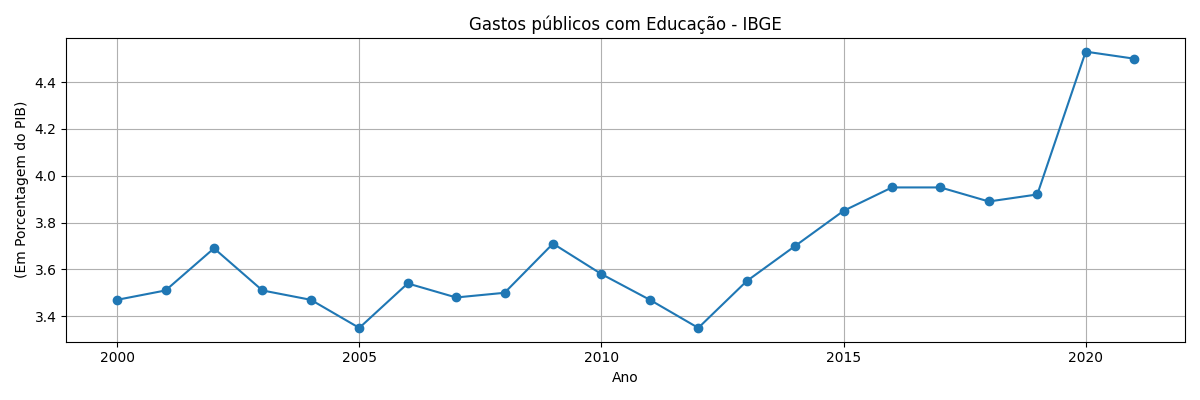 Gastos públicos com Educação - IBGE
(Em Porcentagem do PIB)
4.4
4.2
4.0
3.8
3.6
3.4
2000 2005 2010 2015 2020
Ano